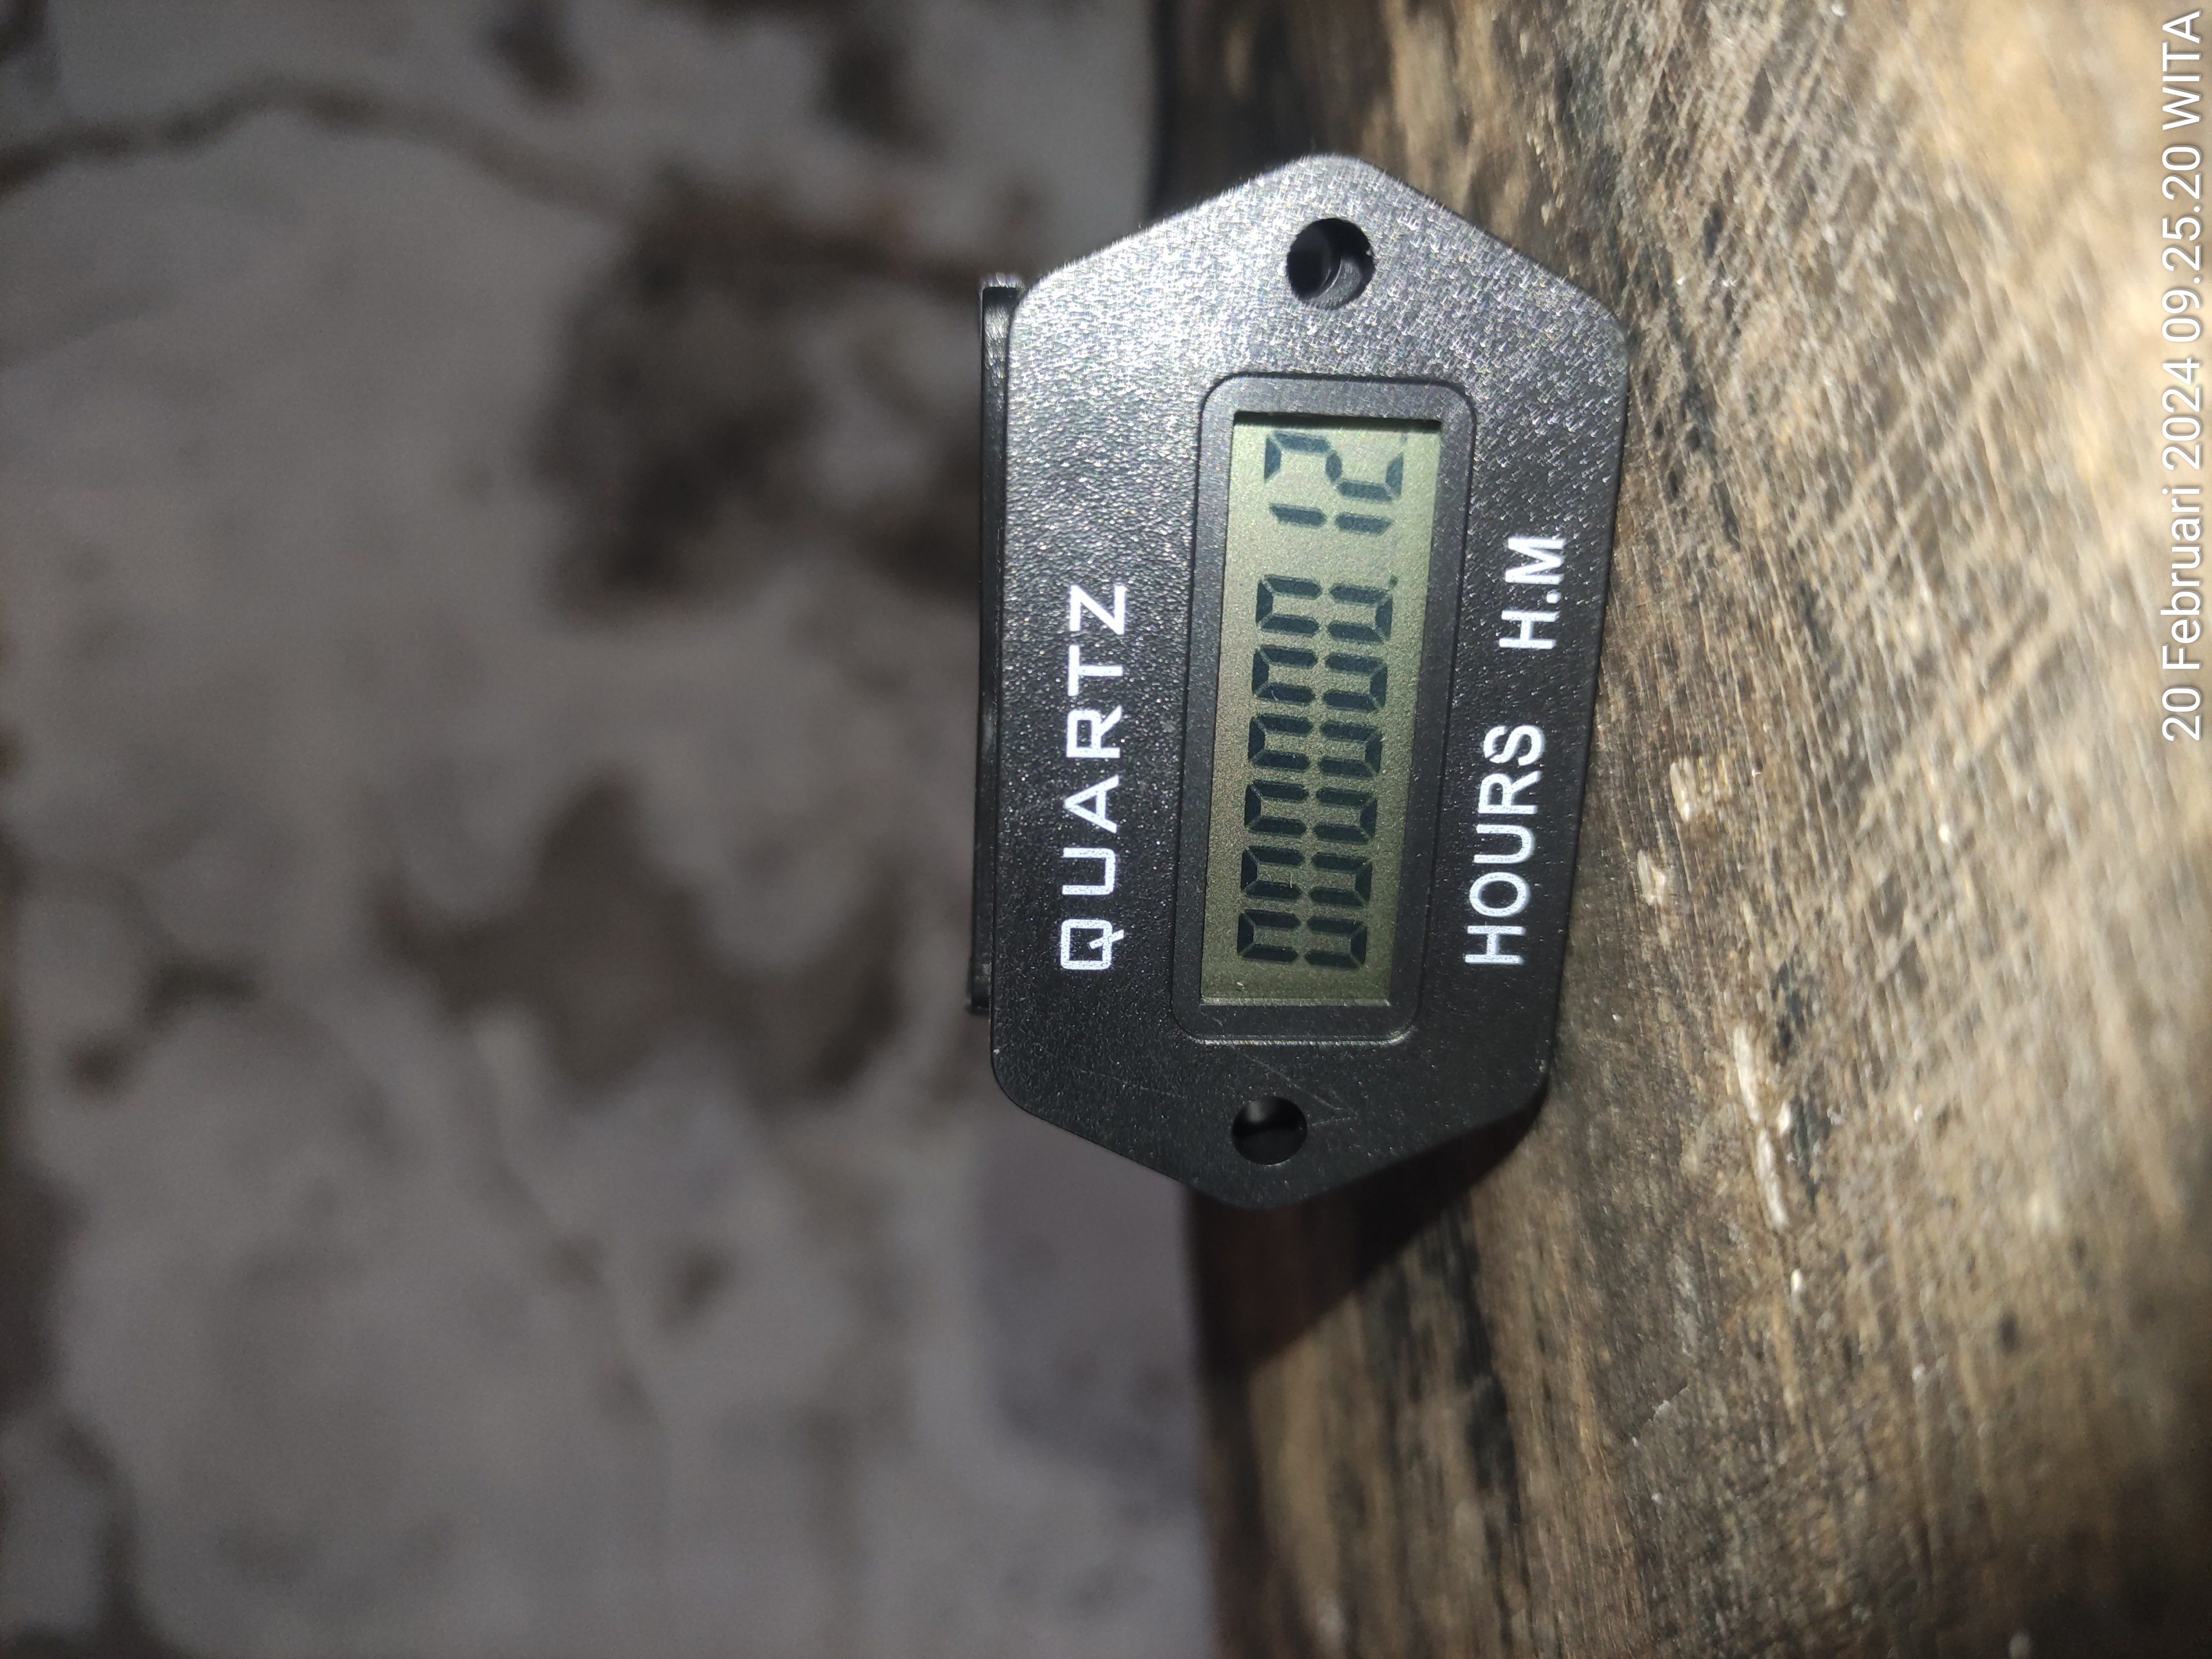 QUARTZ
000000.12
HOURS H.M
20 Februari 2024 09.25.20 WITA